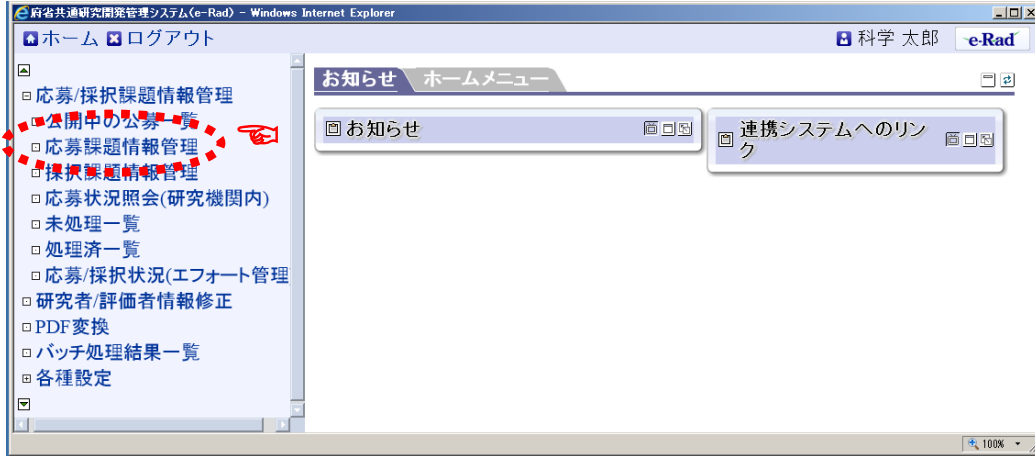 府省共通研究開発管理システム(e-Rad) - Windows Internet Explorer
ホーム ログアウト 科学 太郎 e-Rad
応募/採択課題情報管理
公開中の公募一覧
応募課題情報管理
採択課題情報管理
応募状況照会(研究機関内)
未処理一覧
処理済一覧
応募/採択状況(エフォート管理
研究者/評価者情報修正
PDF変換
バッチ処理結果一覧
各種設定
お知らせ ホームメニュー
お知らせ
連携システムへのリン
ク
100%